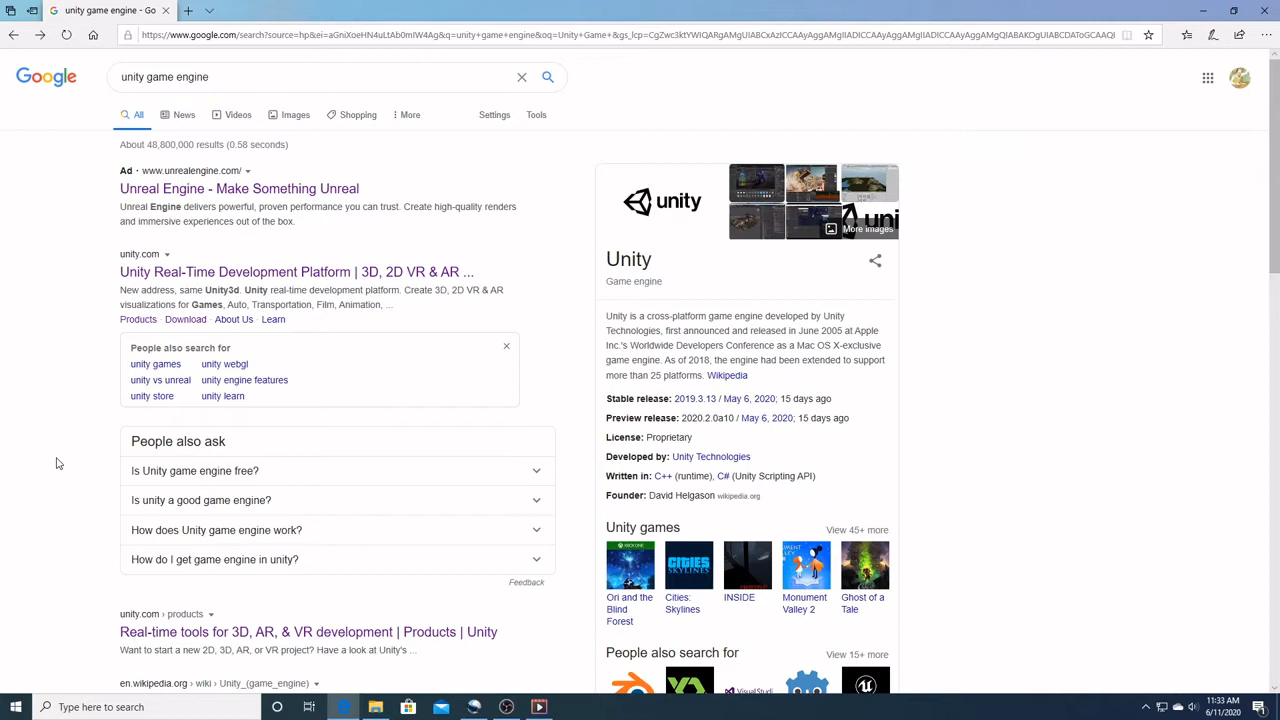 unity game engine - Go
https://www.google.com/search?source=hp&ei=aGniXoeHN4uLtAb0mIW4Ag&q=unity+game+engine&oq=Unity+Game+&gs_lcp=
Google
unity game engine
All News Videos Images Shopping More Settings Tools
About 48,800,000 results (0.58 seconds)
Ad · www.unrealengine.com/
Unreal Engine - Make Something Unreal
Unreal Engine delivers powerful, proven performance you can trust. Create high-quality renders
and immersive experiences out of the box.
unity.com
Unity Real-Time Development Platform | 3D, 2D VR & AR ...
New address, same Unity3d. Unity real-time development platform. Create 3D, 2D VR & AR
visualizations for Games, Auto, Transportation, Film, Animation, ...
Products · Download · About Us · Learn
People also search for
unity games unity webgl
unity vs unreal unity engine features
unity store unity learn
People also ask
Is Unity game engine free?
Is unity a good game engine?
How does Unity game engine work?
How do I get game engine in unity?
Feedback
unity.com › products
Real-time tools for 3D, AR, & VR development | Products | Unity
Want to start a new 2D, 3D, AR, or VR project? Have a look at Unity's ...
en.wikipedia.org › wiki › Unity_(game_engine)
unity
More images
Unity
Game engine
Unity is a cross-platform game engine developed by Unity
Technologies, first announced and released in June 2005 at Apple
Inc.'s Worldwide Developers Conference as a Mac OS X-exclusive
game engine. As of 2018, the engine had been extended to support
more than 25 platforms. Wikipedia
Stable release: 2019.3.13 / May 6, 2020; 15 days ago
Preview release: 2020.2.0a10 / May 6, 2020; 15 days ago
License: Proprietary
Developed by: Unity Technologies
Written in: C++ (runtime), C# (Unity Scripting API)
Founder: David Helgason wikipedia.org
Unity games View 45+ more
XBOX ONE
CITIES SKYLINES
Ori and the
Blind
Forest
Cities:
Skylines
INSIDE
Monument
Valley 2
Ghost of a
Tale
People also search for View 15+ more
Type here to search
11:33 AM
6/11/2020